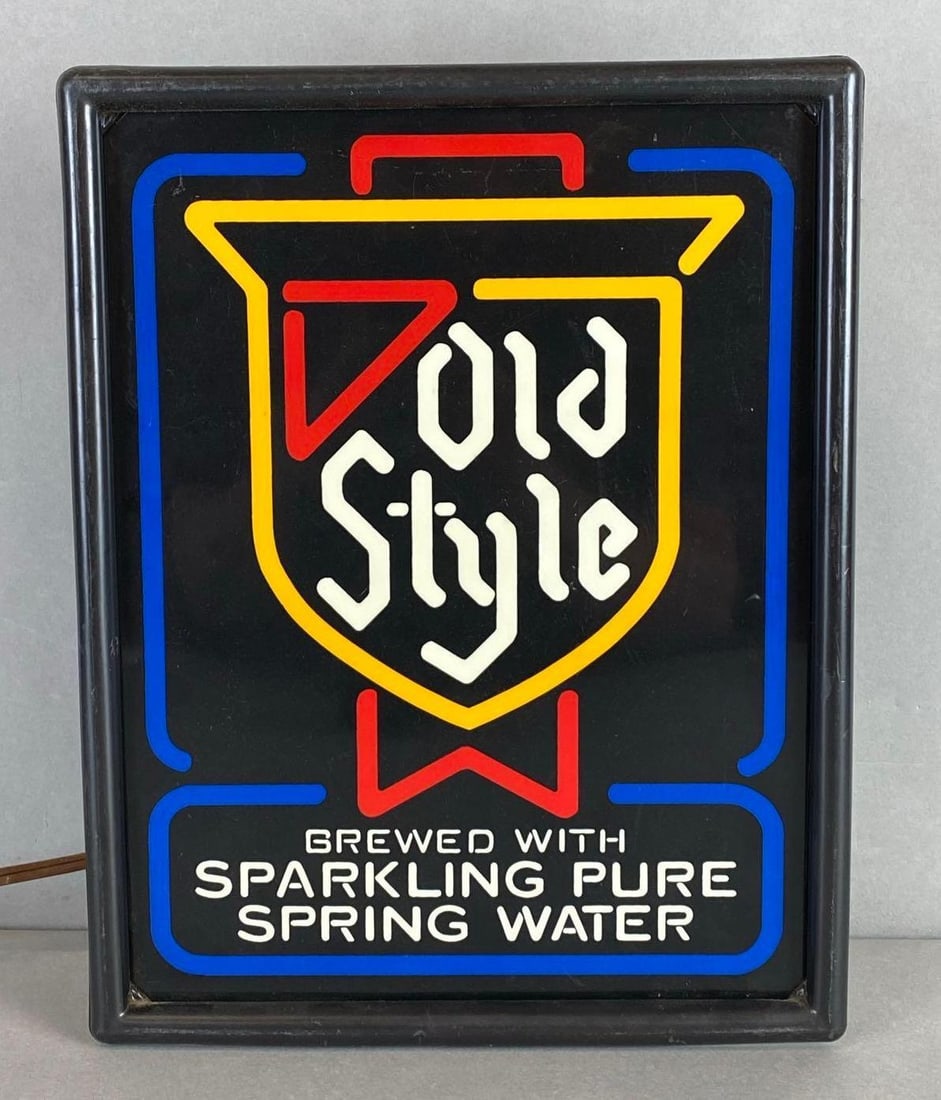 Old
Style
BREWED WITH
SPARKLING PURE
SPRING WATER